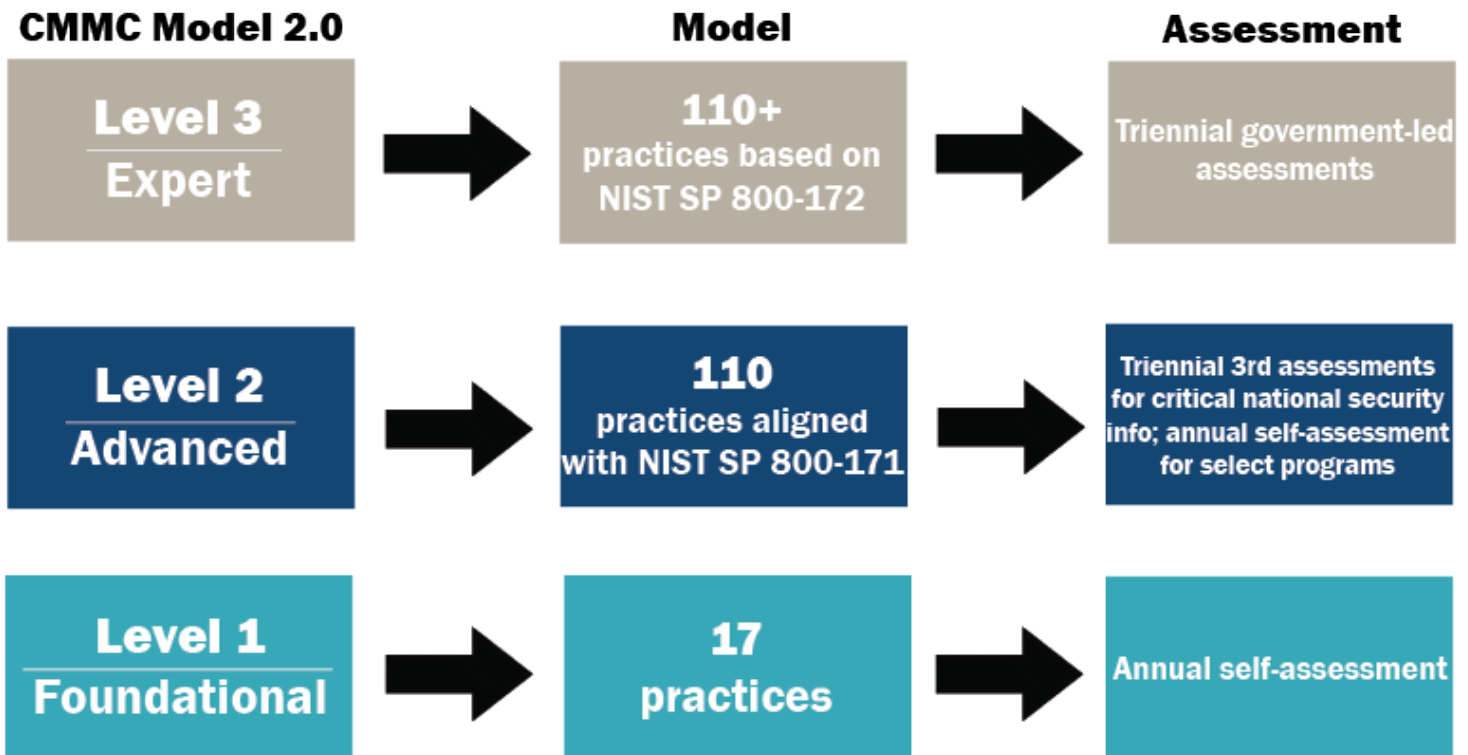 CMMC Model 2.0
Model
Assessment
Level 3
Expert
110+
practices based on
NIST SP 800-172
Triennial government-led
assessments
Level 2
Advanced
110
practices aligned
with NIST SP 800-171
Triennial 3rd assessments
for critical national security
info; annual self-assessment
for select programs
Level 1
Foundational
17
practices
Annual self-assessment